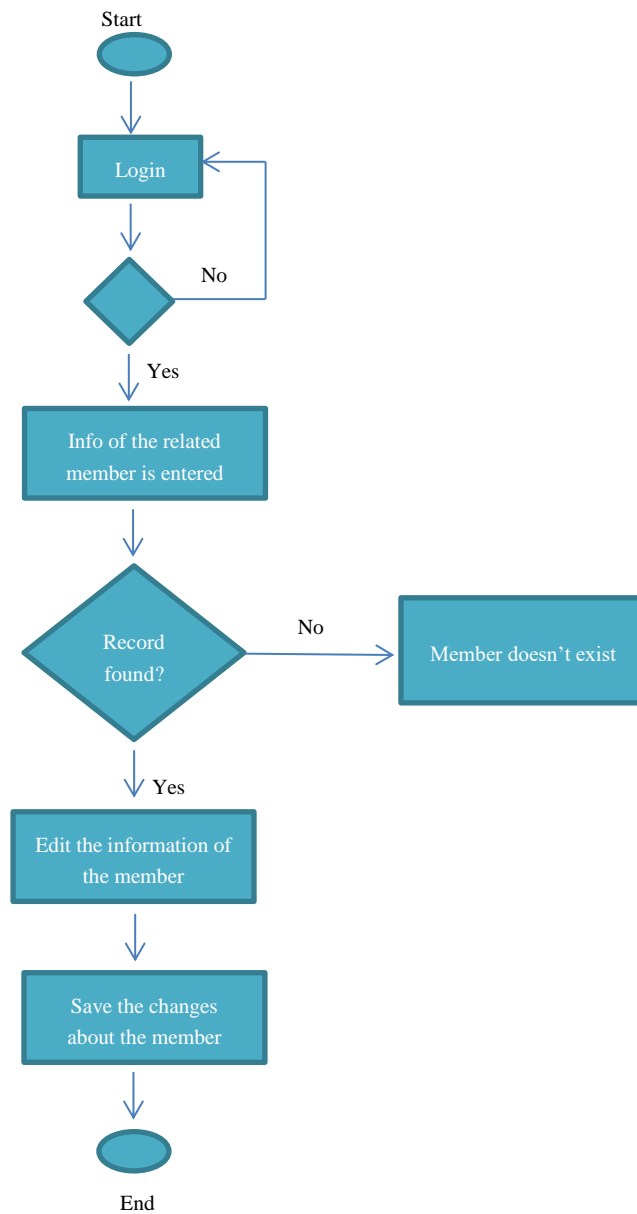 Start
Login
No
Yes
Info of the related
member is entered
Record
found?
No
Member doesn’t exist
Yes
Edit the information of
the member
Save the changes
about the member
End